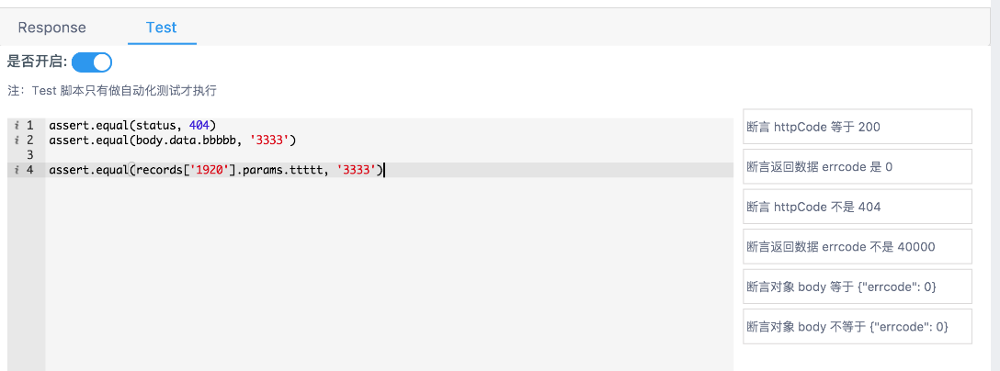 Response Test
是否开启:
注：Test 脚本只有做自动化测试才执行
i 1 assert.equal(status, 404)
i 2 assert.equal(body.data.bbbbb, '3333')
3
i 4 assert.equal(records['1920'].params.ttttt, '3333')
断言 httpCode 等于 200
断言返回数据 errcode 是 0
断言 httpCode 不是 404
断言返回数据 errcode 不是 40000
断言对象 body 等于 {"errcode": 0}
断言对象 body 不等于 {"errcode": 0}